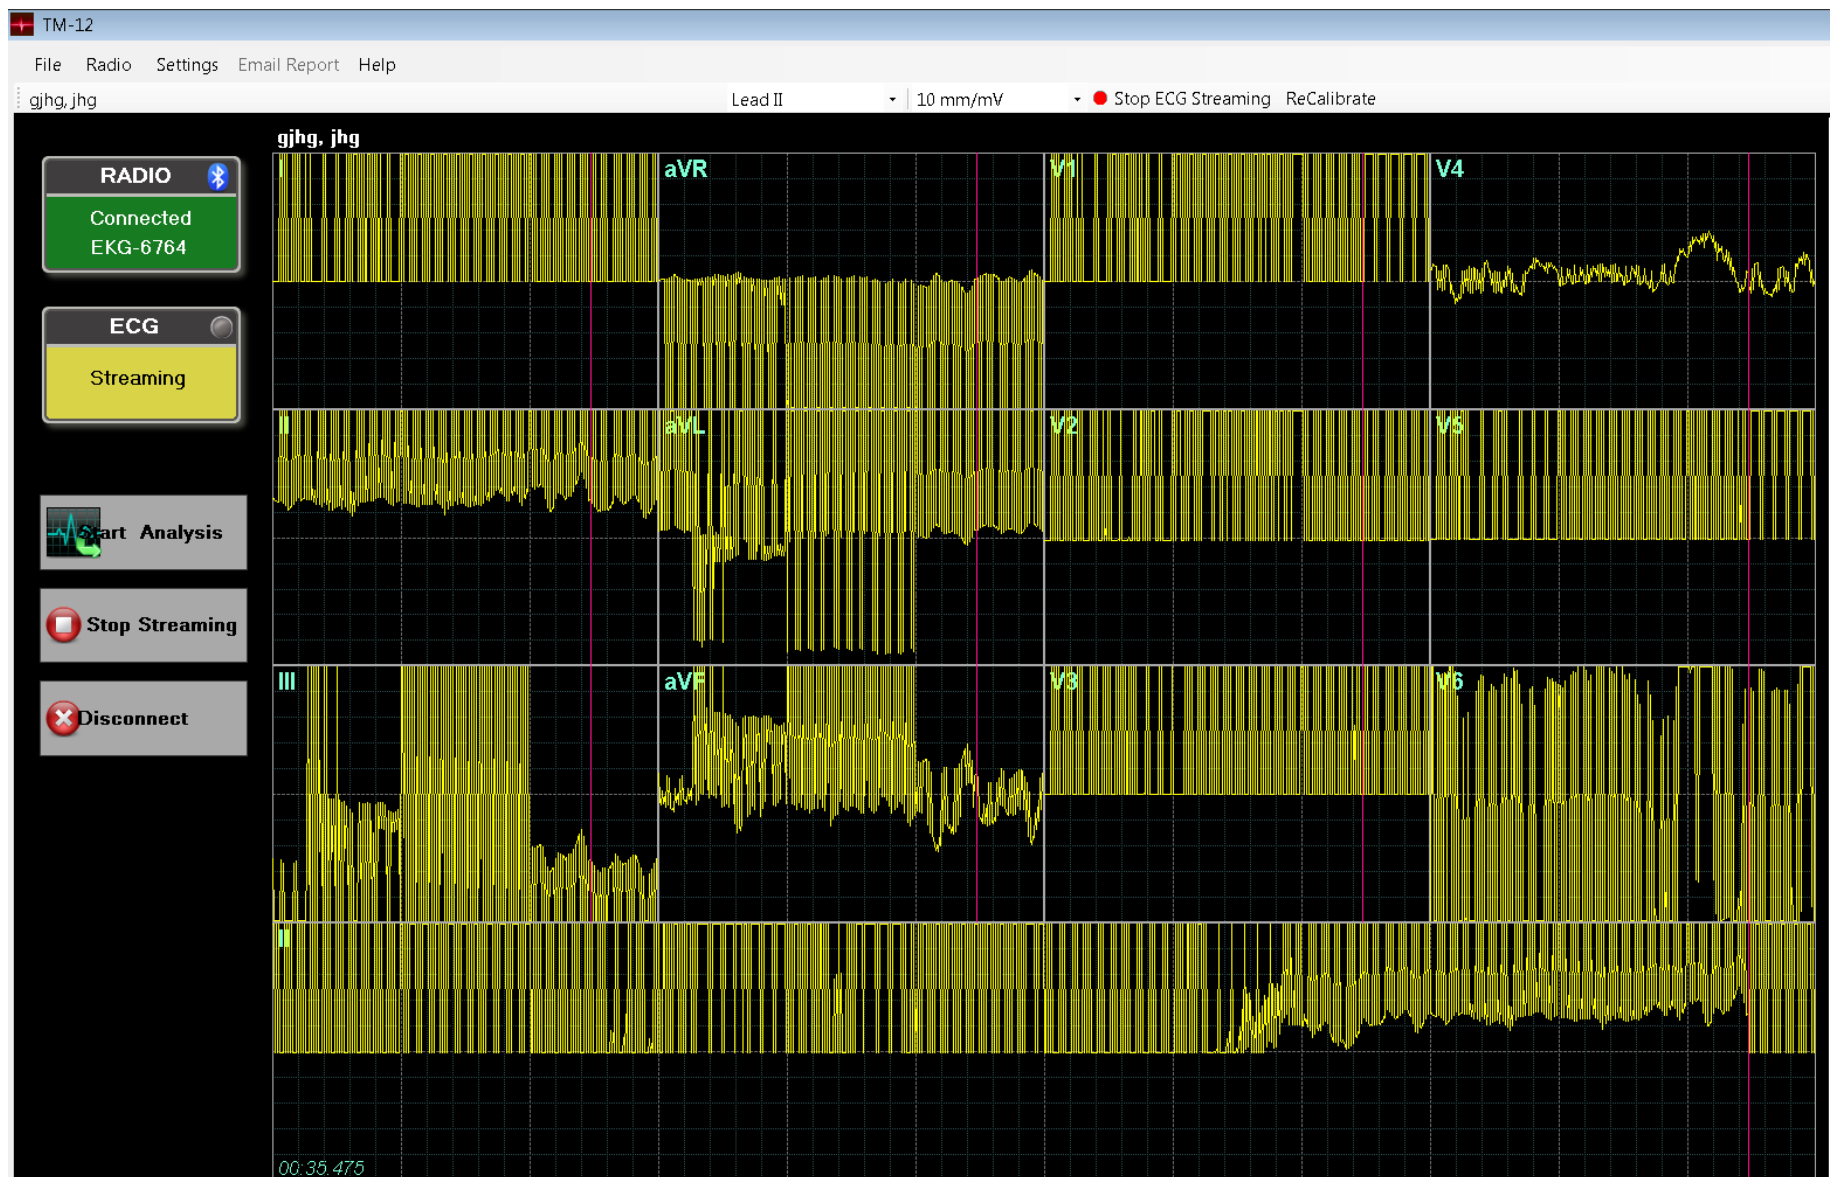 TM-12
File Radio Settings Email Report Help
gjhg, jhg Lead II 10 mm/mV Stop ECG Streaming ReCalibrate
gjhg, jhg
RADIO
Connected
EKG-6764
ECG
Streaming
Start Analysis
Stop Streaming
Disconnect
I aVR V1 V4
II aVL V2 V5
III aVF V3 V6
II
00:35.475